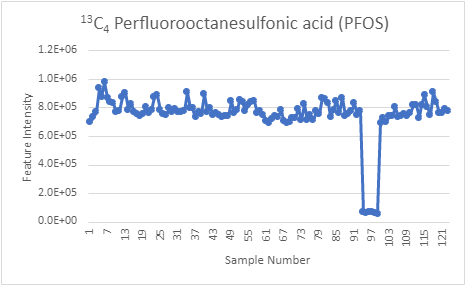 ¹³C₄ Perfluorooctanesulfonic acid (PFOS)
1.2E+06
1.0E+06
8.0E+05
6.0E+05
4.0E+05
2.0E+05
0.0E+00
Feature Intensity
1 7 13 19 25 31 37 43 49 55 61 67 73 79 85 91 97 103 109 115 121
Sample Number